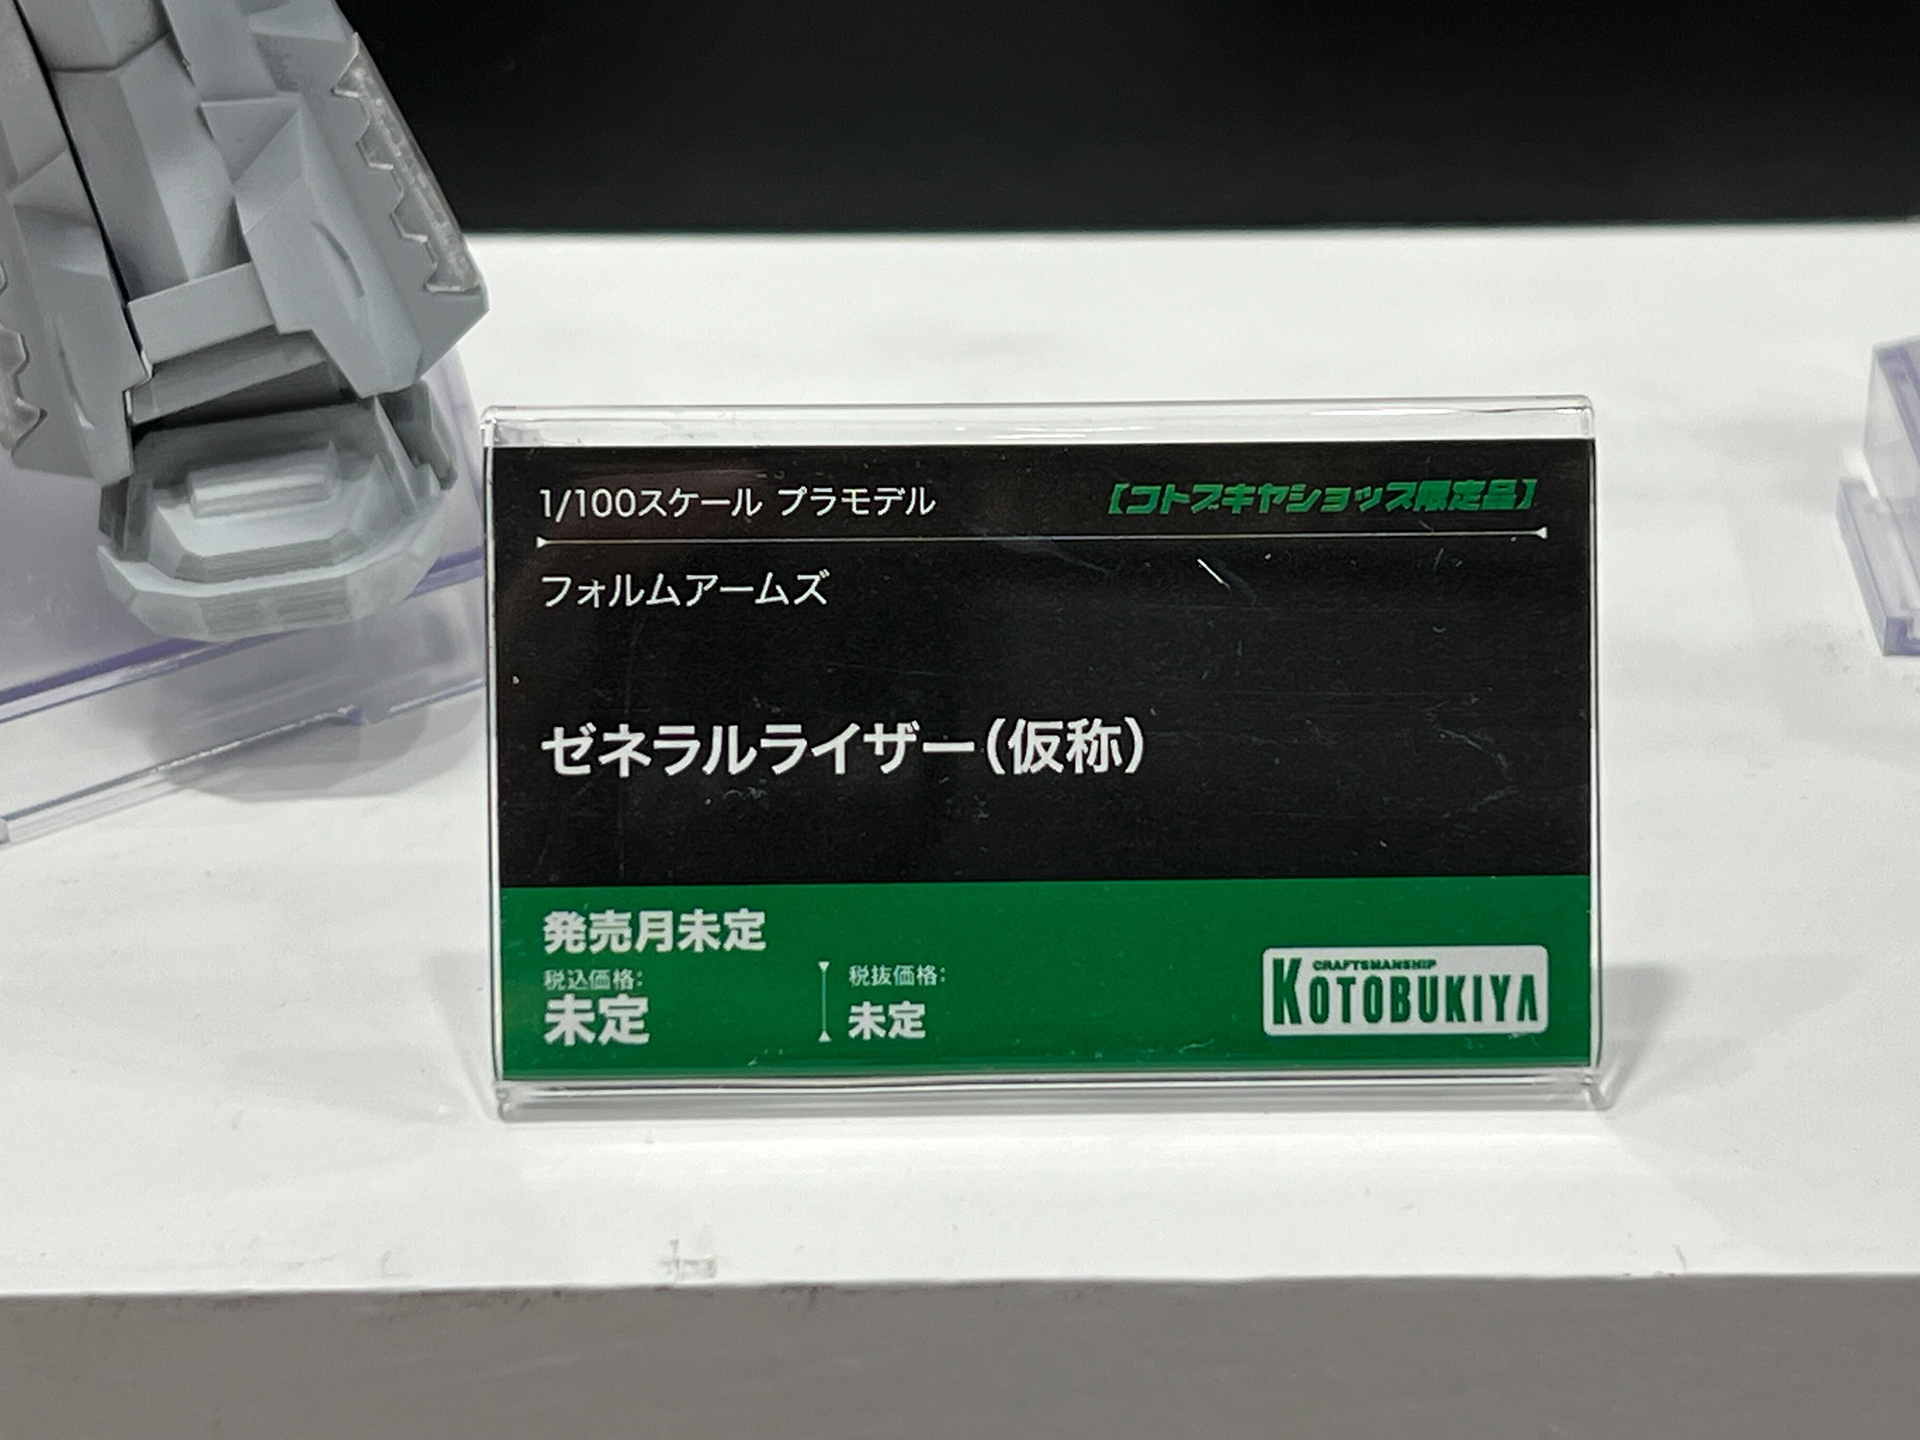 1/100スケール プラモデル
【コトブキヤショップ限定品】
フォルムアームズ
ゼネラルライザー（仮称）
発売月未定
税込価格:
未定
税抜価格:
未定
CRAFTSMANSHIP
KOTOBUKIYA